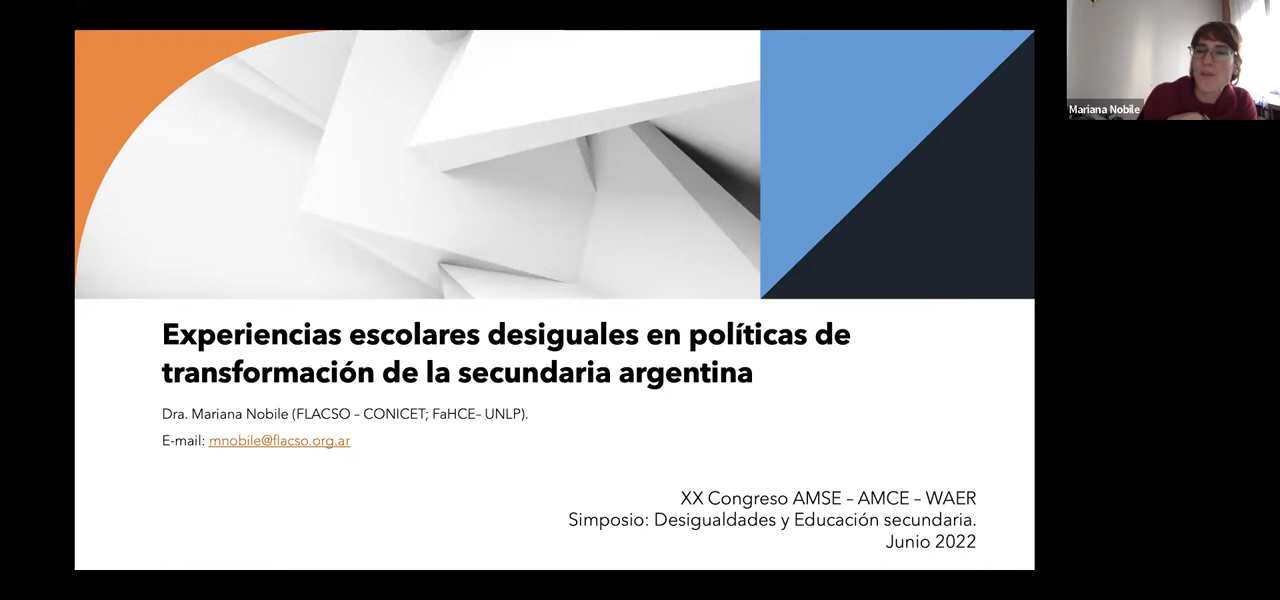 Mariana Nobile
Experiencias escolares desiguales en políticas de
transformación de la secundaria argentina
Dra. Mariana Nobile (FLACSO – CONICET; FaHCE– UNLP).
E-mail: mnobile@flacso.org.ar
XX Congreso AMSE – AMCE – WAER
Simposio: Desigualdades y Educación secundaria.
Junio 2022